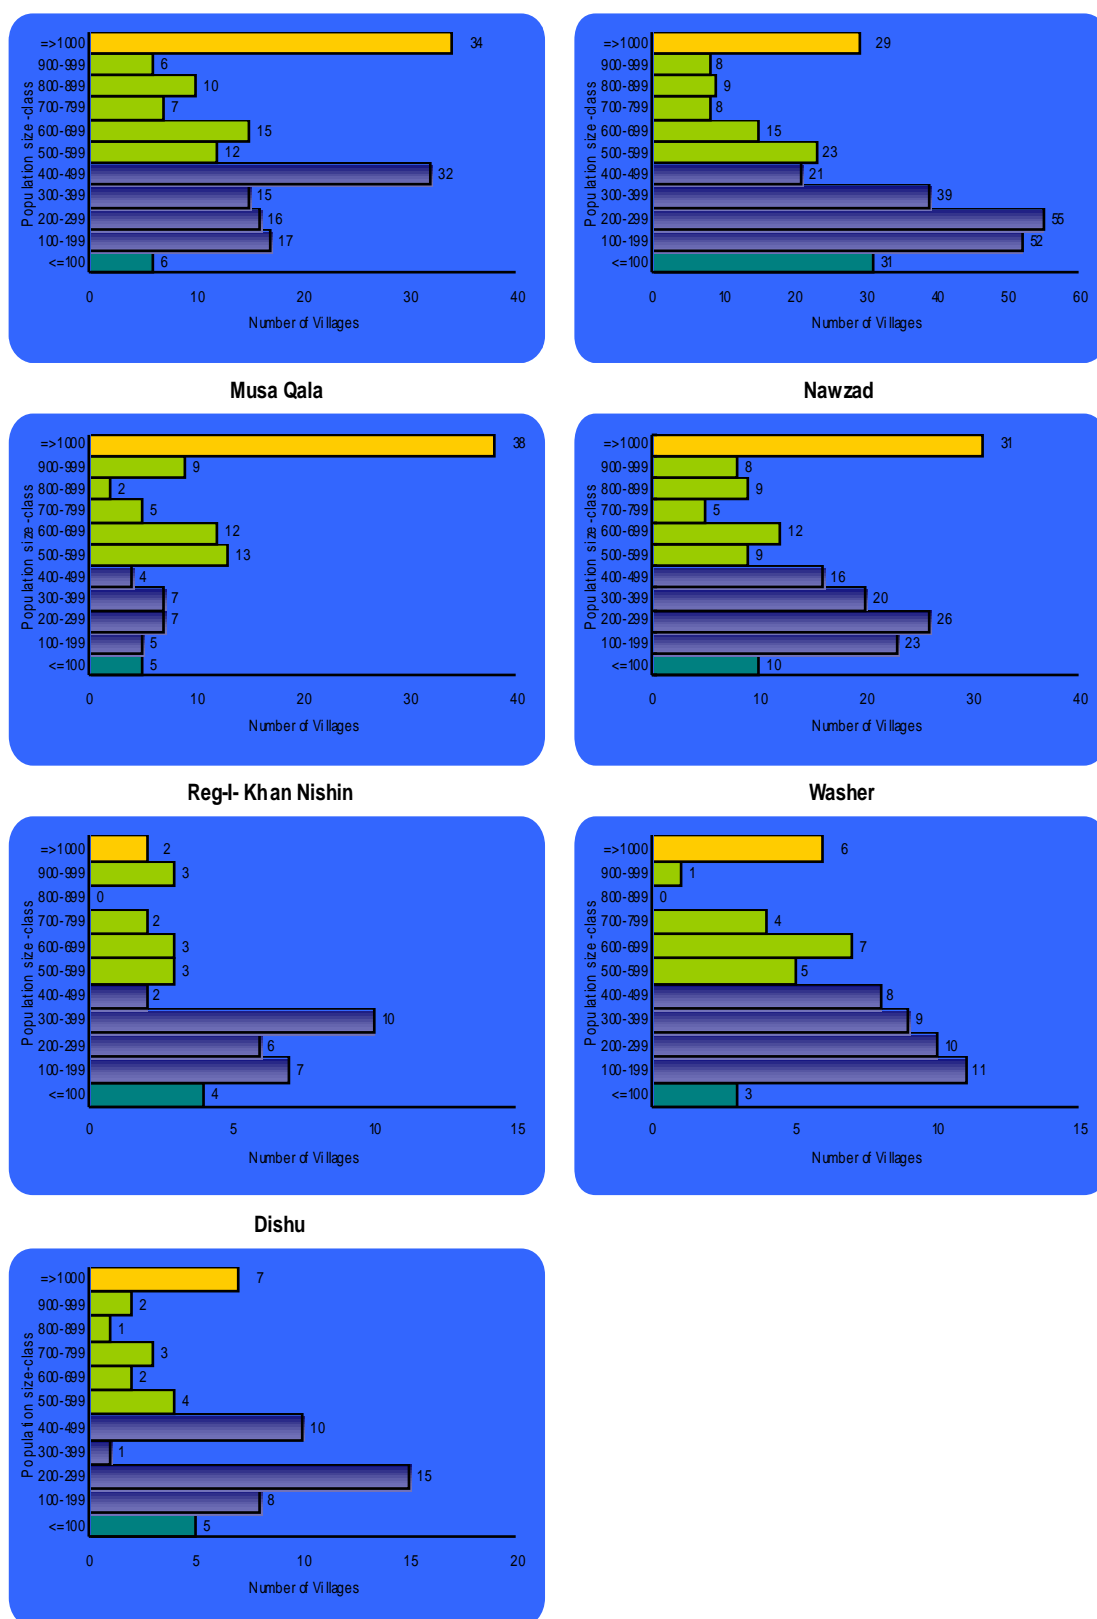 Population size-class
=>1000 34
900-999 6
800-899 10
700-799 7
600-699 15
500-599 12
400-499 32
300-399 15
200-299 16
100-199 17
<=100 6
0 10 20 30 40
Number of Villages
Population size-class
=>1000 29
900-999 8
800-899 9
700-799 8
600-699 15
500-599 23
400-499 21
300-399 39
200-299 55
100-199 52
<=100 31
0 10 20 30 40 50 60
Number of Villages
Musa Qala
Population size-class
=>1000 38
900-999 9
800-899 2
700-799 5
600-699 12
500-599 13
400-499 4
300-399 7
200-299 7
100-199 5
<=100 5
0 10 20 30 40
Number of Villages
Nawzad
Population size-class
=>1000 31
900-999 8
800-899 9
700-799 5
600-699 12
500-599 9
400-499 16
300-399 20
200-299 26
100-199 23
<=100 10
0 10 20 30 40
Number of Villages
Reg-I- Khan Nishin
Population size-class
=>1000 2
900-999 3
800-899 0
700-799 2
600-699 3
500-599 3
400-499 2
300-399 10
200-299 6
100-199 7
<=100 4
0 5 10 15
Number of Villages
Washer
Population size-class
=>1000 6
900-999 1
800-899 0
700-799 4
600-699 7
500-599 5
400-499 8
300-399 9
200-299 10
100-199 11
<=100 3
0 5 10 15
Number of Villages
Dishu
Population size-class
=>1000 7
900-999 2
800-899 1
700-799 3
600-699 2
500-599 4
400-499 10
300-399 1
200-299 15
100-199 8
<=100 5
0 5 10 15 20
Number of Villages